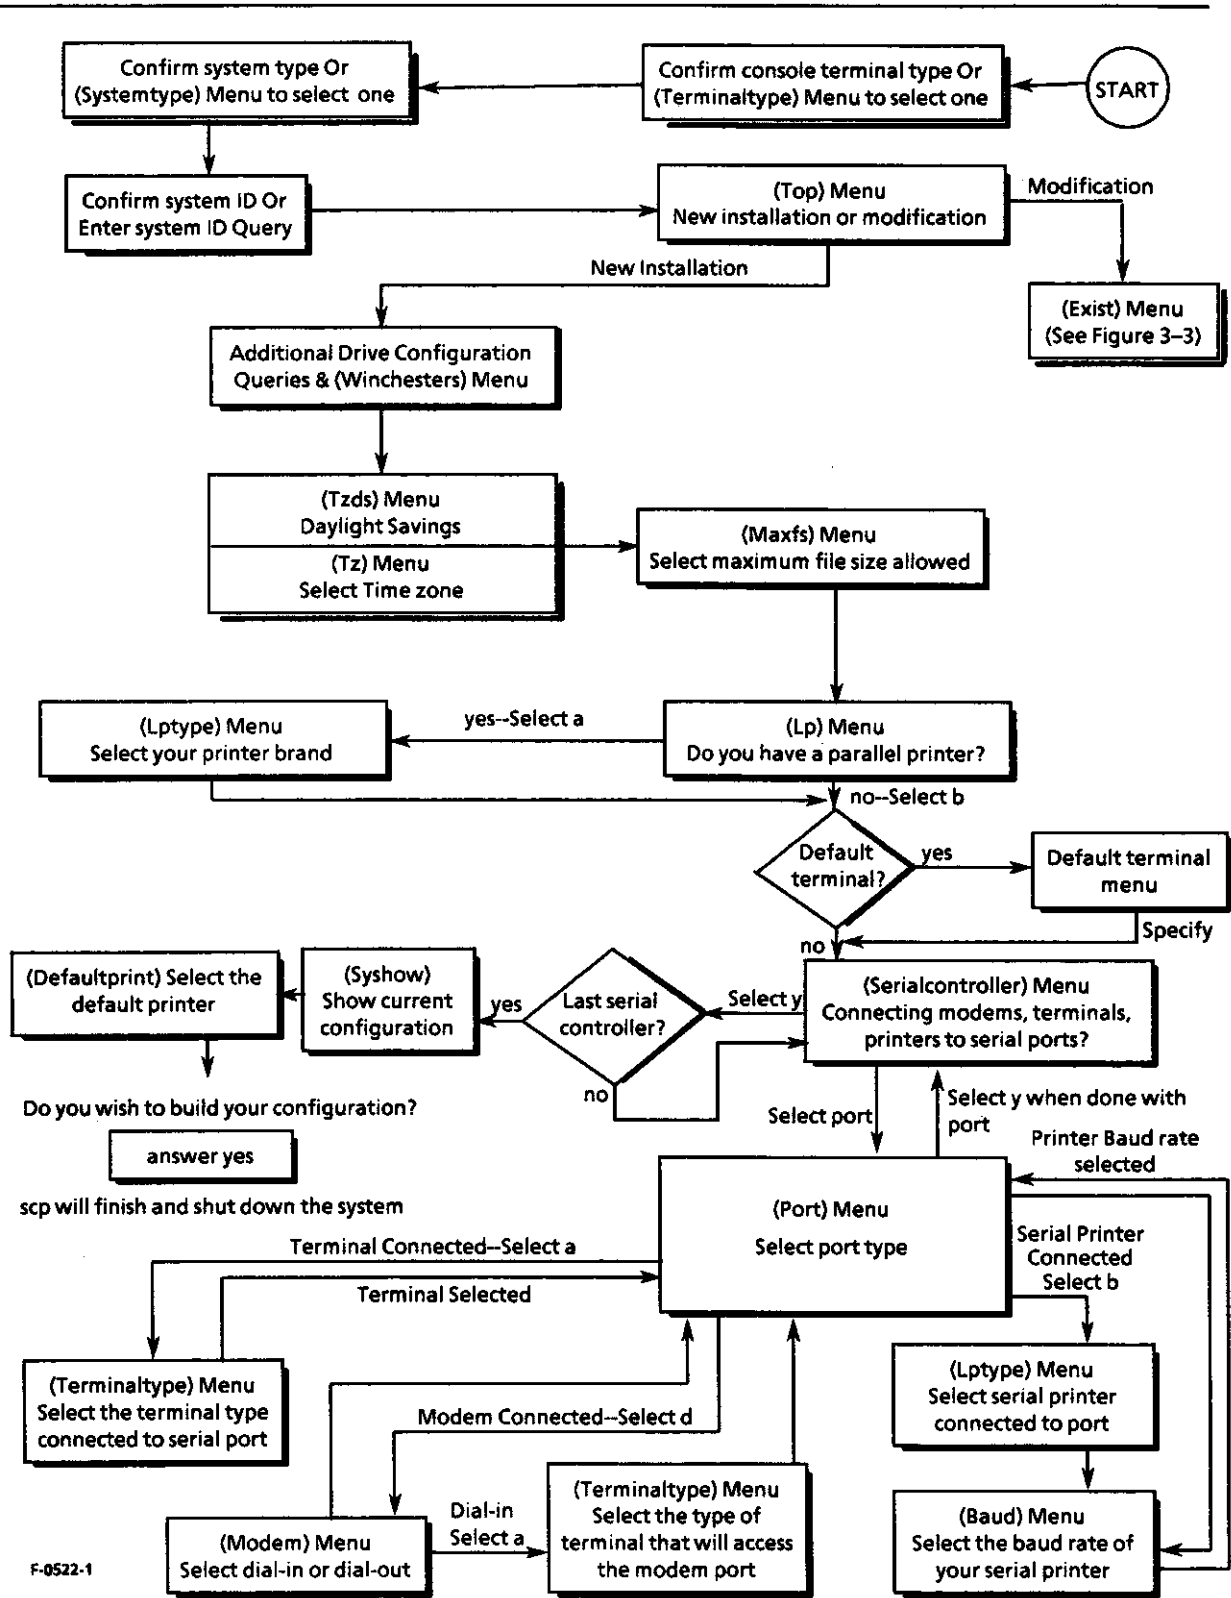 Confirm system type Or
(Systemtype) Menu to select one
Confirm console terminal type Or
(Terminaltype) Menu to select one
START
Confirm system ID Or
Enter system ID Query
(Top) Menu
New installation or modification
Modification
New Installation
(Exist) Menu
(See Figure 3–3)
Additional Drive Configuration
Queries & (Winchesters) Menu
(Tzds) Menu
Daylight Savings
(Tz) Menu
Select Time zone
(Maxfs) Menu
Select maximum file size allowed
(Lptype) Menu
Select your printer brand
yes--Select a
(Lp) Menu
Do you have a parallel printer?
no--Select b
Default
terminal?
yes
Default terminal
menu
Specify
no
(Defaultprint) Select the
default printer
(Syshow)
Show current
configuration
yes
Last serial
controller?
Select y
(Serialcontroller) Menu
Connecting modems, terminals,
printers to serial ports?
no
Do you wish to build your configuration?
answer yes
scp will finish and shut down the system
Select port
Select y when done with
port
Printer Baud rate
selected
(Port) Menu
Select port type
Serial Printer
Connected
Select b
Terminal Connected--Select a
Terminal Selected
(Terminaltype) Menu
Select the terminal type
connected to serial port
Modem Connected--Select d
(Lptype) Menu
Select serial printer
connected to port
(Modem) Menu
Select dial-in or dial-out
Dial-in
Select a
(Terminaltype) Menu
Select the type of
terminal that will access
the modem port
(Baud) Menu
Select the baud rate of
your serial printer
F-0522-1